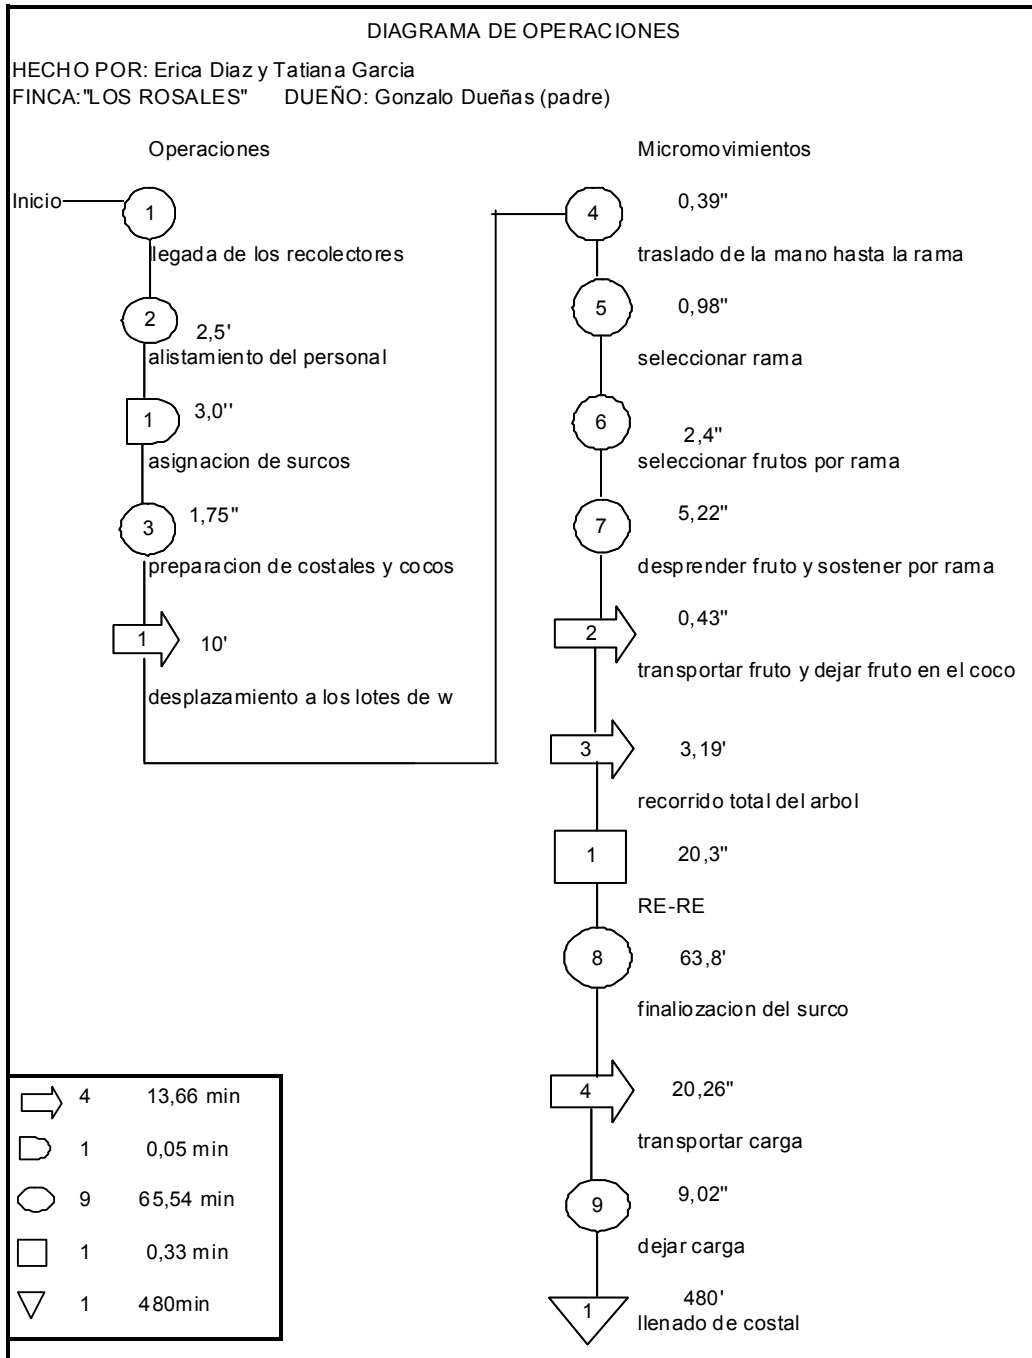 DIAGRAMA DE OPERACIONES
HECHO POR: Erica Diaz y Tatiana Garcia
FINCA:"LOS ROSALES" DUEÑO: Gonzalo Dueñas (padre)
Operaciones
Inicio
1
llegada de los recolectores
2
2,5'
alistamiento del personal
1
3,0''
asignacion de surcos
3
1,75"
preparacion de costales y cocos
1
10'
desplazamiento a los lotes de w
Micromovimientos
4
0,39"
traslado de la mano hasta la rama
5
0,98"
seleccionar rama
6
2,4"
seleccionar frutos por rama
7
5,22"
desprender fruto y sostener por rama
2
0,43"
transportar fruto y dejar fruto en el coco
3
3,19'
recorrido total del arbol
1
20,3"
RE-RE
8
63,8'
finaliozacion del surco
4
20,26"
transportar carga
9
9,02"
dejar carga
1
480'
llenado de costal
4 13,66 min
1 0,05 min
9 65,54 min
1 0,33 min
1 480min